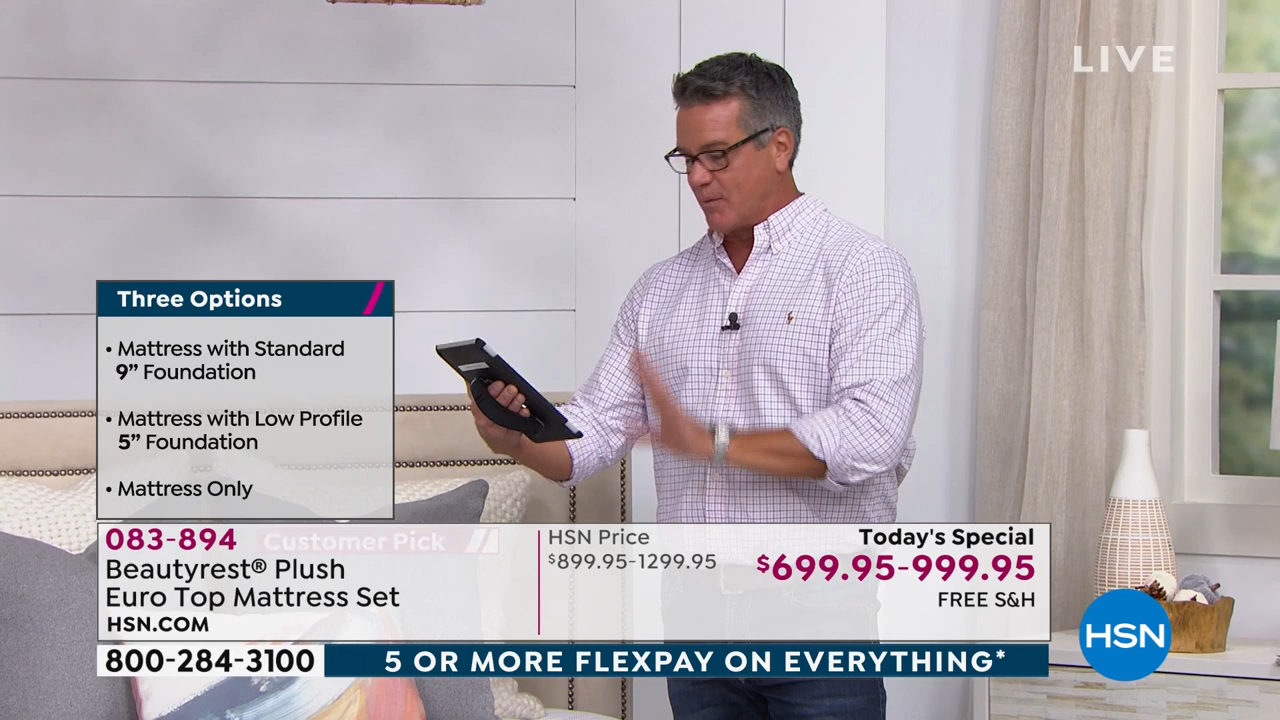 LIVE
Three Options
• Mattress with Standard
9” Foundation
• Mattress with Low Profile
5” Foundation
• Mattress Only
083-894
Customer Pick
Beautyrest® Plush
Euro Top Mattress Set
HSN.COM
HSN Price
$899.95-1299.95
Today's Special
$699.95-999.95
FREE S&H
800-284-3100
5 OR MORE FLEXPAY ON EVERYTHING*
HSN